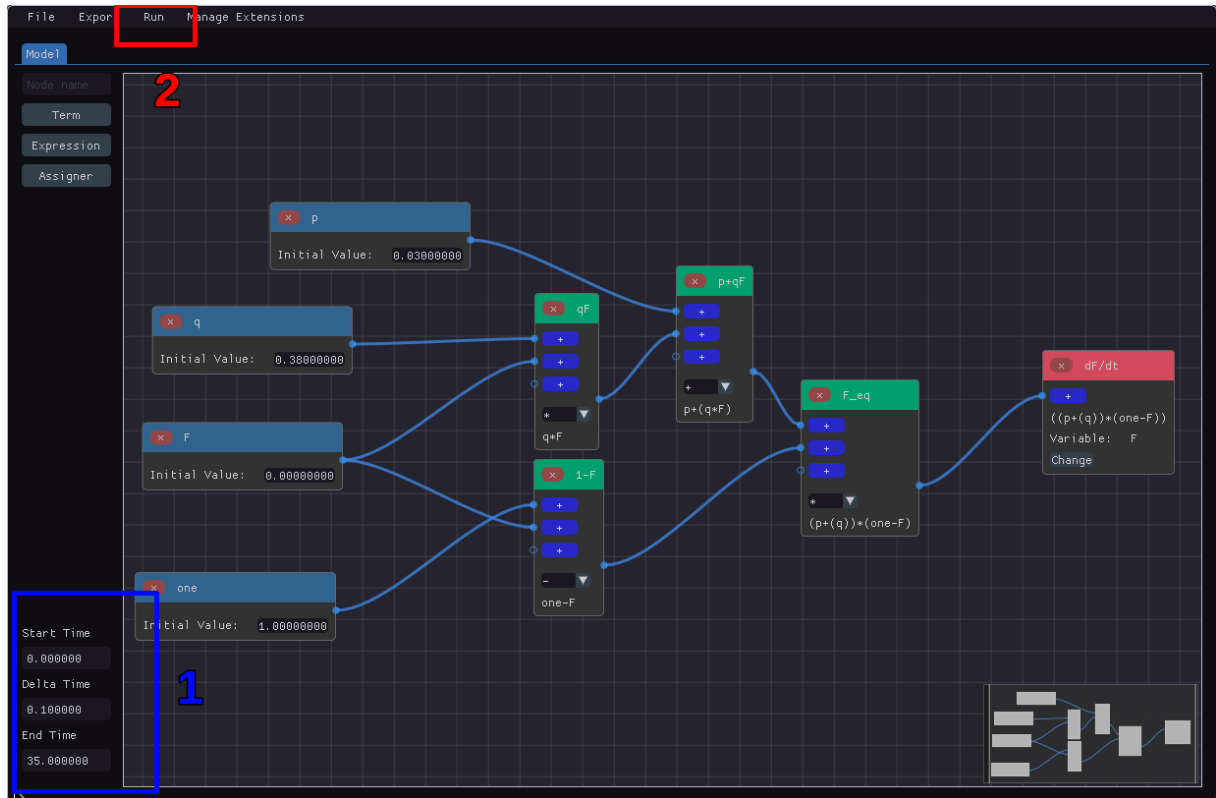 File Expor Run Manage Extensions
Model
2
Node name
Term
Expression
Assigner
× p
Initial Value: 0.03000000
× q
Initial Value: 0.38000000
× F
Initial Value: 0.00000000
× one
Initial Value: 1.00000000
× qF
+
+
+
* ▼
q*F
× 1-F
+
+
+
- ▼
one-F
× p+qF
+
+
+
+ ▼
p+(q*F)
× F_eq
+
+
+
* ▼
(p+(q))*(one-F)
× dF/dt
+
((p+(q))*(one-F))
Variable: F
Change
Start Time
0.000000
Delta Time
0.100000
End Time
35.000000
1